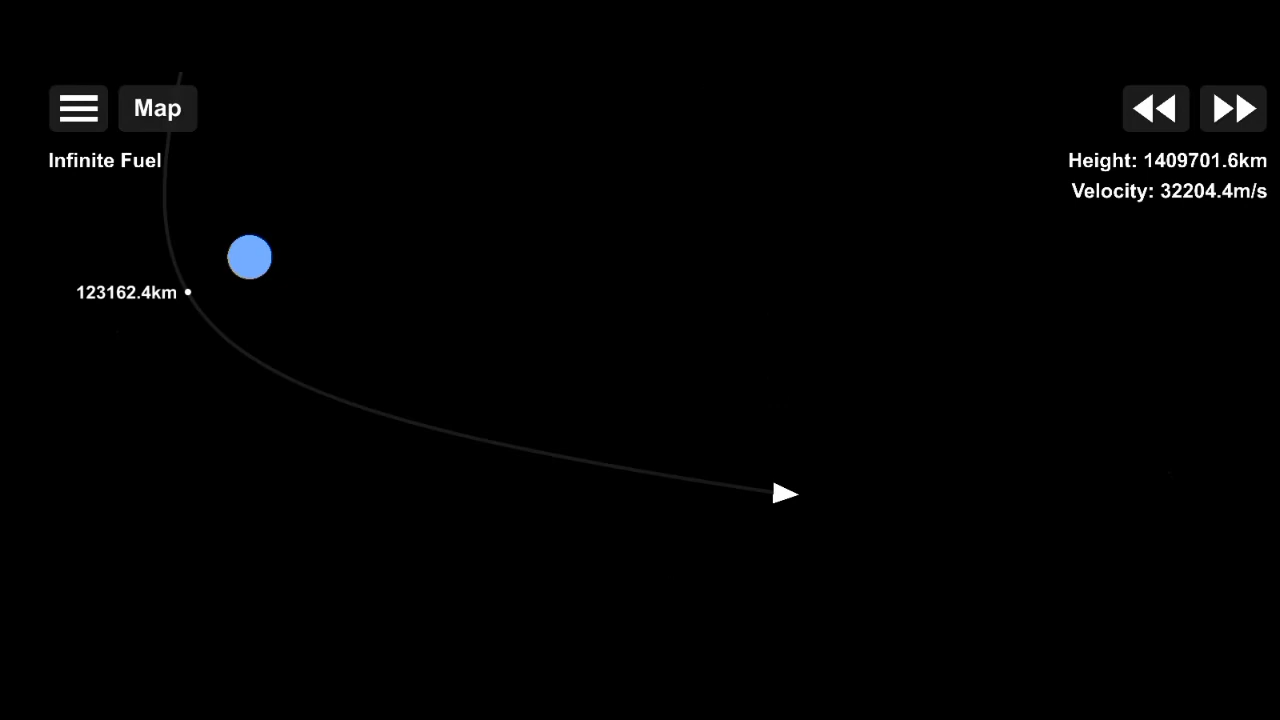 Map
Infinite Fuel
Height: 1409701.6km
Velocity: 32204.4m/s
123162.4km